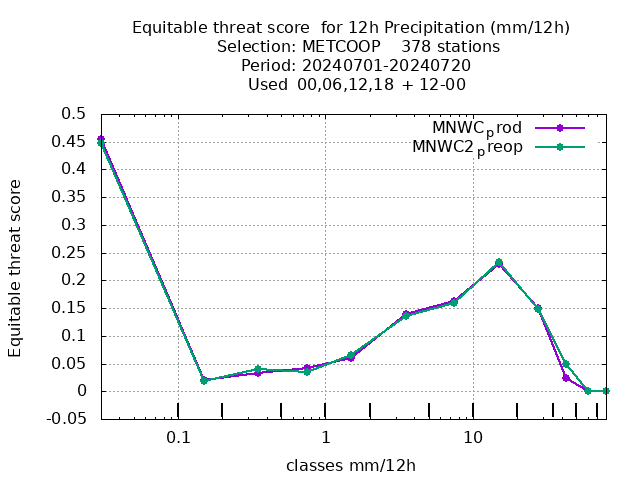 Equitable threat score  for 12h Precipitation (mm/12h)
Selection: METCOOP    378 stations
Period: 20240701-20240720
Used  00,06,12,18 + 12-00
MNWCprod
MNWC2preop
0.5
0.45
0.4
0.35
0.3
0.25
0.2
0.15
0.1
0.05
0
-0.05
Equitable threat score
0.1 1 10
classes mm/12h